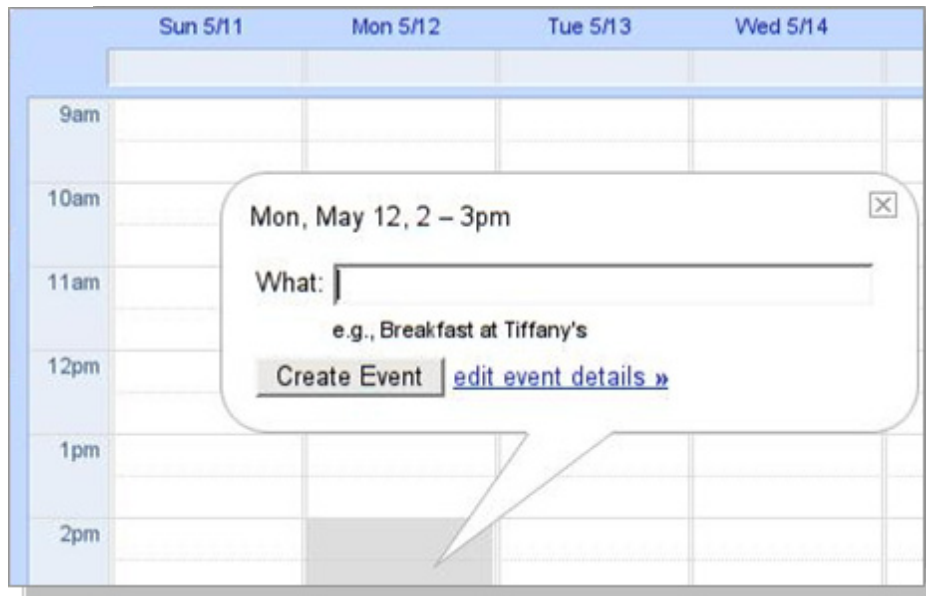 Sun 5/11 Mon 5/12 Tue 5/13 Wed 5/14
9am
10am
Mon, May 12, 2 – 3pm
11am
What:
e.g., Breakfast at Tiffany's
12pm
Create Event edit event details »
1pm
2pm